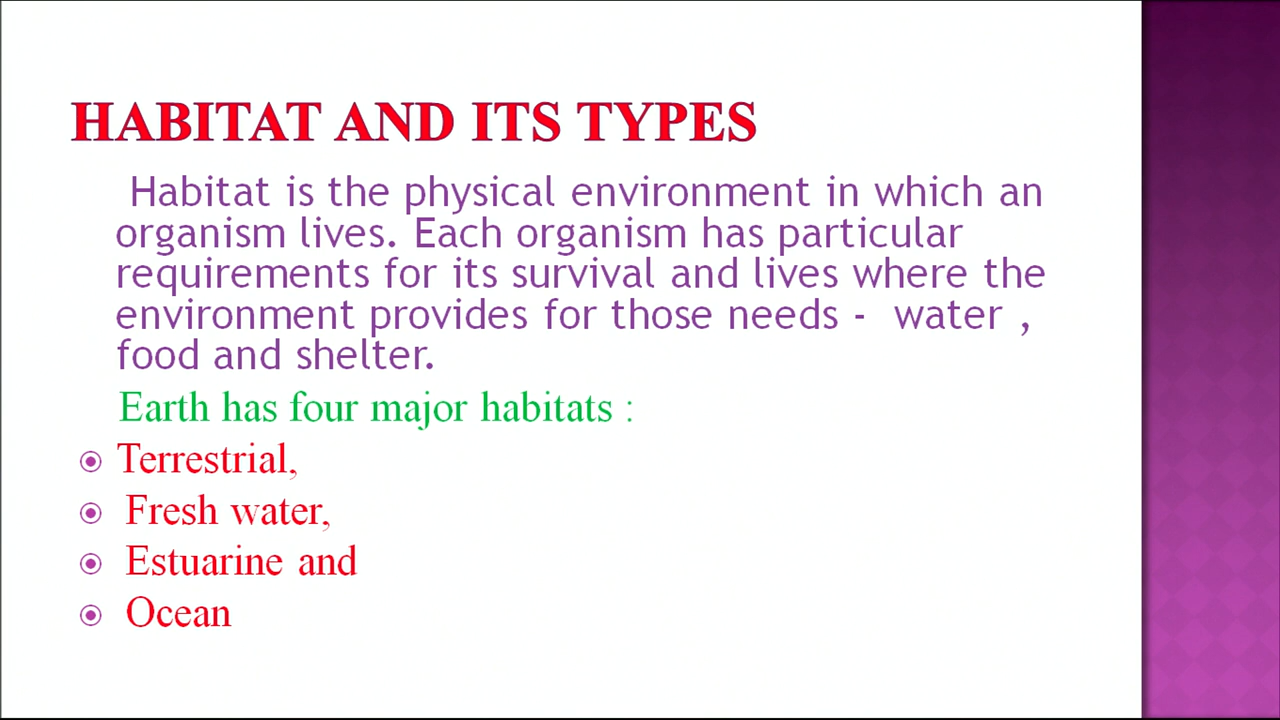 HABITAT AND ITS TYPES
Habitat is the physical environment in which an
organism lives. Each organism has particular
requirements for its survival and lives where the
environment provides for those needs - water ,
food and shelter.
Earth has four major habitats :
Terrestrial,
Fresh water,
Estuarine and
Ocean